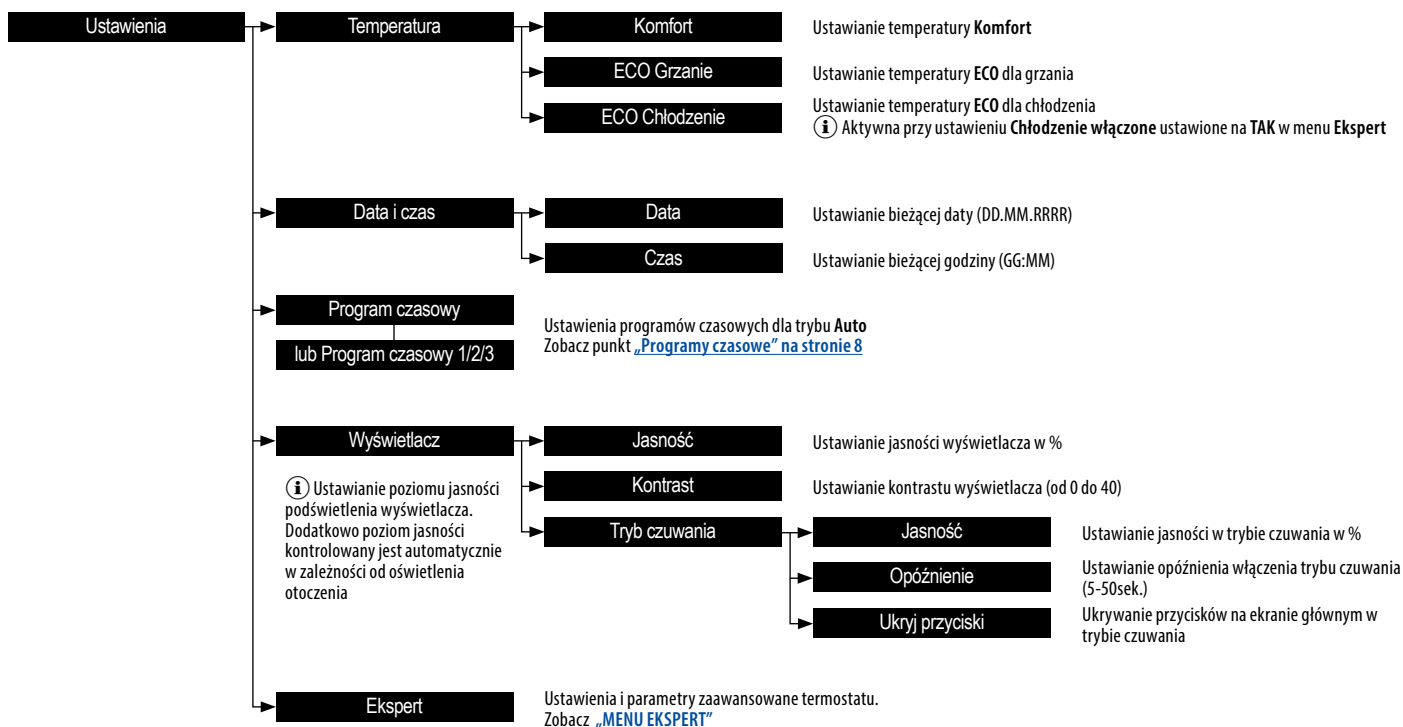 Ustawienia
Temperatura
Komfort
Ustawianie temperatury Komfort
ECO Grzanie
Ustawianie temperatury ECO dla grzania
ECO Chłodzenie
Ustawianie temperatury ECO dla chłodzenia
i Aktywna przy ustawieniu Chłodzenie włączone ustawione na TAK w menu Ekspert
Data i czas
Data
Ustawianie bieżącej daty (DD.MM.RRRR)
Czas
Ustawianie bieżącej godziny (GG:MM)
Program czasowy
lub Program czasowy 1/2/3
Ustawienia programów czasowych dla trybu Auto
Zobacz punkt „Programy czasowe” na stronie 8
Wyświetlacz
i Ustawianie poziomu jasności
podświetlenia wyświetlacza.
Dodatkowo poziom jasności
kontrolowany jest automatycznie
w zależności od oświetlenia
otoczenia
Jasność
Ustawianie jasności wyświetlacza w %
Kontrast
Ustawianie kontrastu wyświetlacza (od 0 do 40)
Tryb czuwania
Jasność
Ustawianie jasności w trybie czuwania w %
Opóźnienie
Ustawianie opóźnienia włączenia trybu czuwania
(5-50sek.)
Ukryj przyciski
Ukrywanie przycisków na ekranie głównym w
trybie czuwania
Ekspert
Ustawienia i parametry zaawansowane termostatu.
Zobacz „MENU EKSPERT”